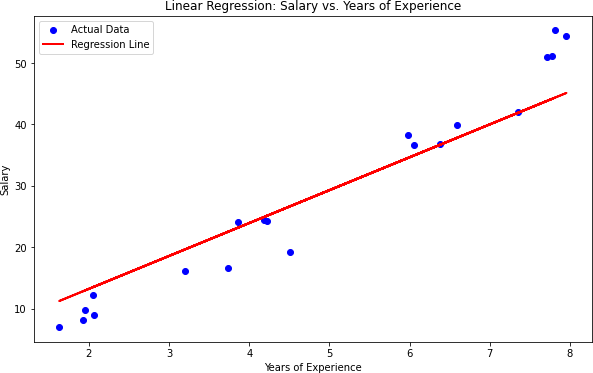 Linear Regression: Salary vs. Years of Experience
Actual Data
Regression Line
50
40
30
20
10
Salary
2 3 4 5 6 7 8
Years of Experience